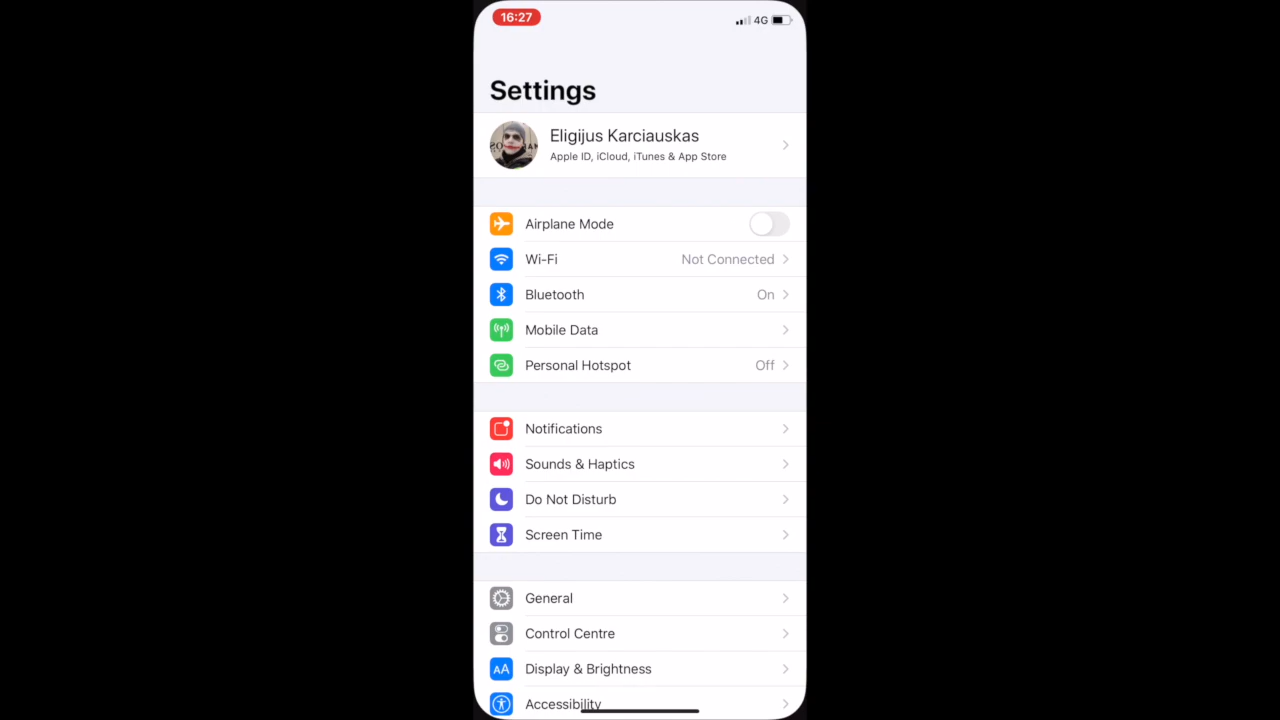 16:27
4G
Settings
Eligijus Karciauskas
Apple ID, iCloud, iTunes & App Store
Airplane Mode
Wi-Fi Not Connected
Bluetooth On
Mobile Data
Personal Hotspot Off
Notifications
Sounds & Haptics
Do Not Disturb
Screen Time
General
Control Centre
AA Display & Brightness
Accessibility